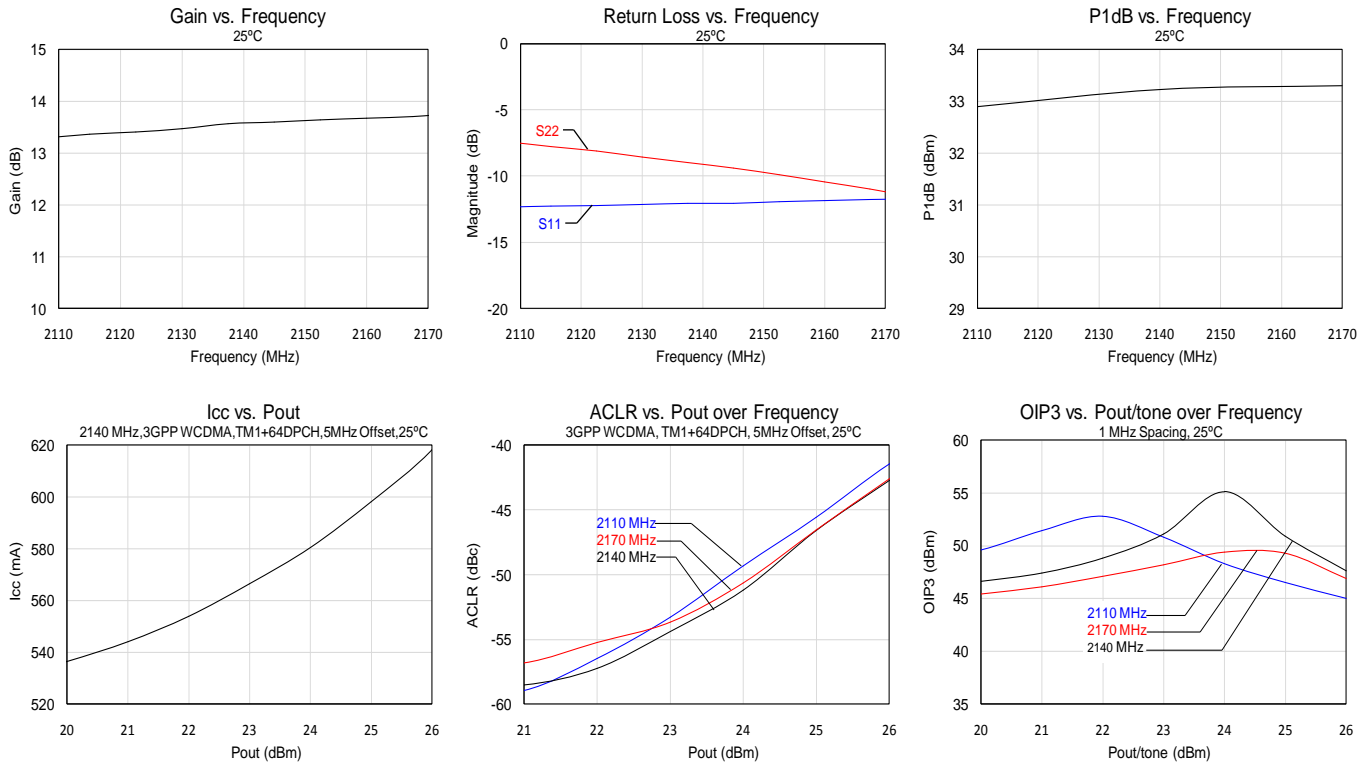 Gain vs. Frequency
25ºC
15
14
13
12
11
10
Gain (dB)
2110 2120 2130 2140 2150 2160 2170
Frequency (MHz)
Return Loss vs. Frequency
25ºC
0
-5
-10
-15
-20
Magnitude (dB)
S22
S11
2110 2120 2130 2140 2150 2160 2170
Frequency (MHz)
P1dB vs. Frequency
25ºC
34
33
32
31
30
29
P1dB (dBm)
2110 2120 2130 2140 2150 2160 2170
Frequency (MHz)
Icc vs. Pout
2140 MHz,3GPP WCDMA,TM1+64DPCH,5MHz Offset,25ºC
620
600
580
560
540
520
Icc (mA)
20 21 22 23 24 25 26
Pout (dBm)
ACLR vs. Pout over Frequency
3GPP WCDMA, TM1+64DPCH, 5MHz Offset, 25ºC
-40
-45
-50
-55
-60
ACLR (dBc)
2110 MHz
2170 MHz
2140 MHz
21 22 23 24 25 26
Pout (dBm)
OIP3 vs. Pout/tone over Frequency
1 MHz Spacing, 25ºC
60
55
50
45
40
35
OIP3 (dBm)
2110 MHz
2170 MHz
2140 MHz
20 21 22 23 24 25 26
Pout/tone (dBm)